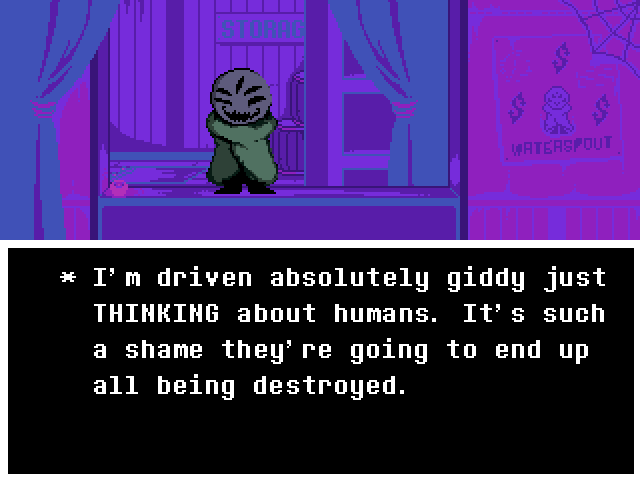 STORAG
$
$ $
WATERSPOUT
* I'm driven absolutely giddy just
THINKING about humans. It's such
a shame they're going to end up
all being destroyed.